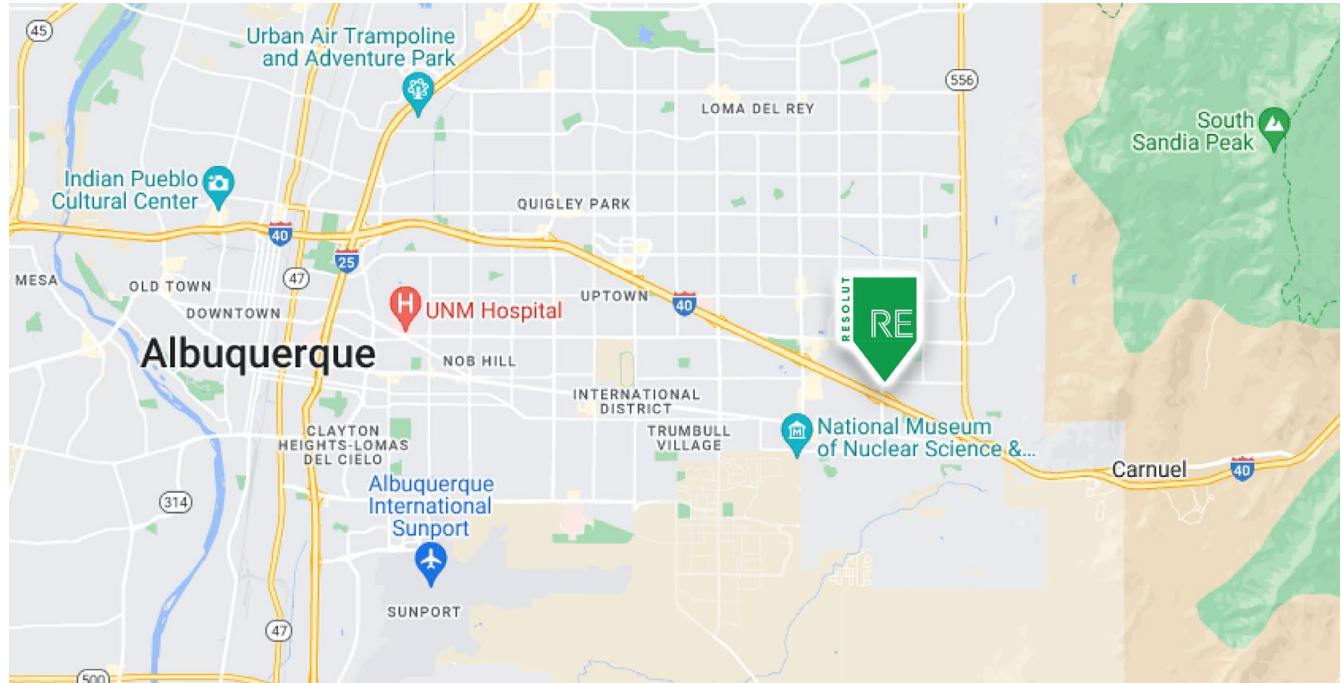 45
Urban Air Trampoline
and Adventure Park
556
LOMA DEL REY
South
Sandia Peak
Indian Pueblo
Cultural Center
QUIGLEY PARK
40
25
47
MESA
OLD TOWN
DOWNTOWN
H
UNM Hospital
UPTOWN
40
RESOLUT
RE
Albuquerque
NOB HILL
INTERNATIONAL
DISTRICT
CLAYTON
HEIGHTS-LOMAS
DEL CIELO
TRUMBULL
VILLAGE
M
National Museum
of Nuclear Science &...
Carnuel
40
314
Albuquerque
International
Sunport
SUNPORT
47
500